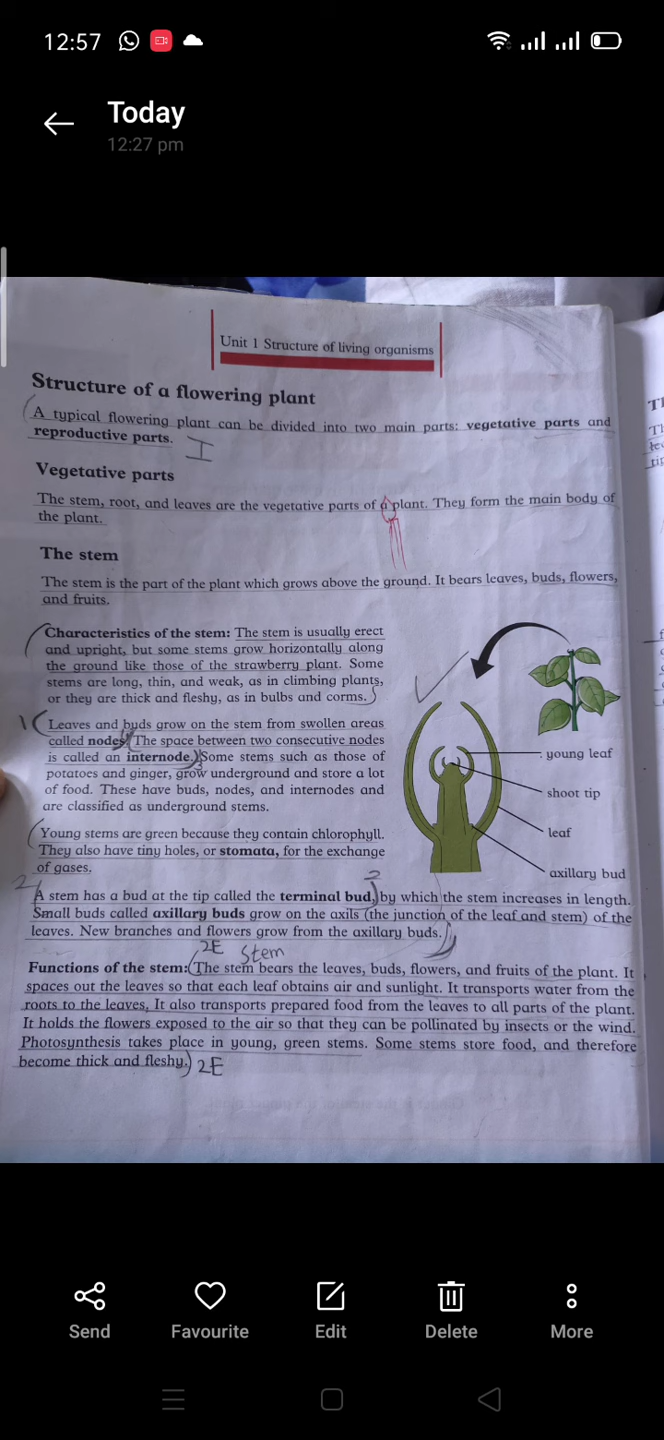 12:57
Today
12:27 pm
Unit 1 Structure of living organisms
Structure of a flowering plant
A typical flowering plant can be divided into two main parts: vegetative parts and
reproductive parts.
I
Vegetative parts
The stem, root, and leaves are the vegetative parts of a plant. They form the main body of
the plant.
The stem
The stem is the part of the plant which grows above the ground. It bears leaves, buds, flowers,
and fruits.
Characteristics of the stem: The stem is usually erect
and upright, but some stems grow horizontally along
the ground like those of the strawberry plant. Some
stems are long, thin, and weak, as in climbing plants,
or they are thick and fleshy, as in bulbs and corms.
1 Leaves and buds grow on the stem from swollen areas
called nodes. The space between two consecutive nodes
is called an internode. Some stems such as those of
potatoes and ginger, grow underground and store a lot
of food. These have buds, nodes, and internodes and
are classified as underground stems.
Young stems are green because they contain chlorophyll.
They also have tiny holes, or stomata, for the exchange
of gases.
young leaf
shoot tip
leaf
axillary bud
2 2
A stem has a bud at the tip called the terminal bud, by which the stem increases in length.
Small buds called axillary buds grow on the axils (the junction of the leaf and stem) of the
leaves. New branches and flowers grow from the axillary buds.
2E Stem
Functions of the stem: The stem bears the leaves, buds, flowers, and fruits of the plant. It
spaces out the leaves so that each leaf obtains air and sunlight. It transports water from the
roots to the leaves. It also transports prepared food from the leaves to all parts of the plant.
It holds the flowers exposed to the air so that they can be pollinated by insects or the wind.
Photosynthesis takes place in young, green stems. Some stems store food, and therefore
become thick and fleshy. 2E
Send
Favourite
Edit
Delete
More